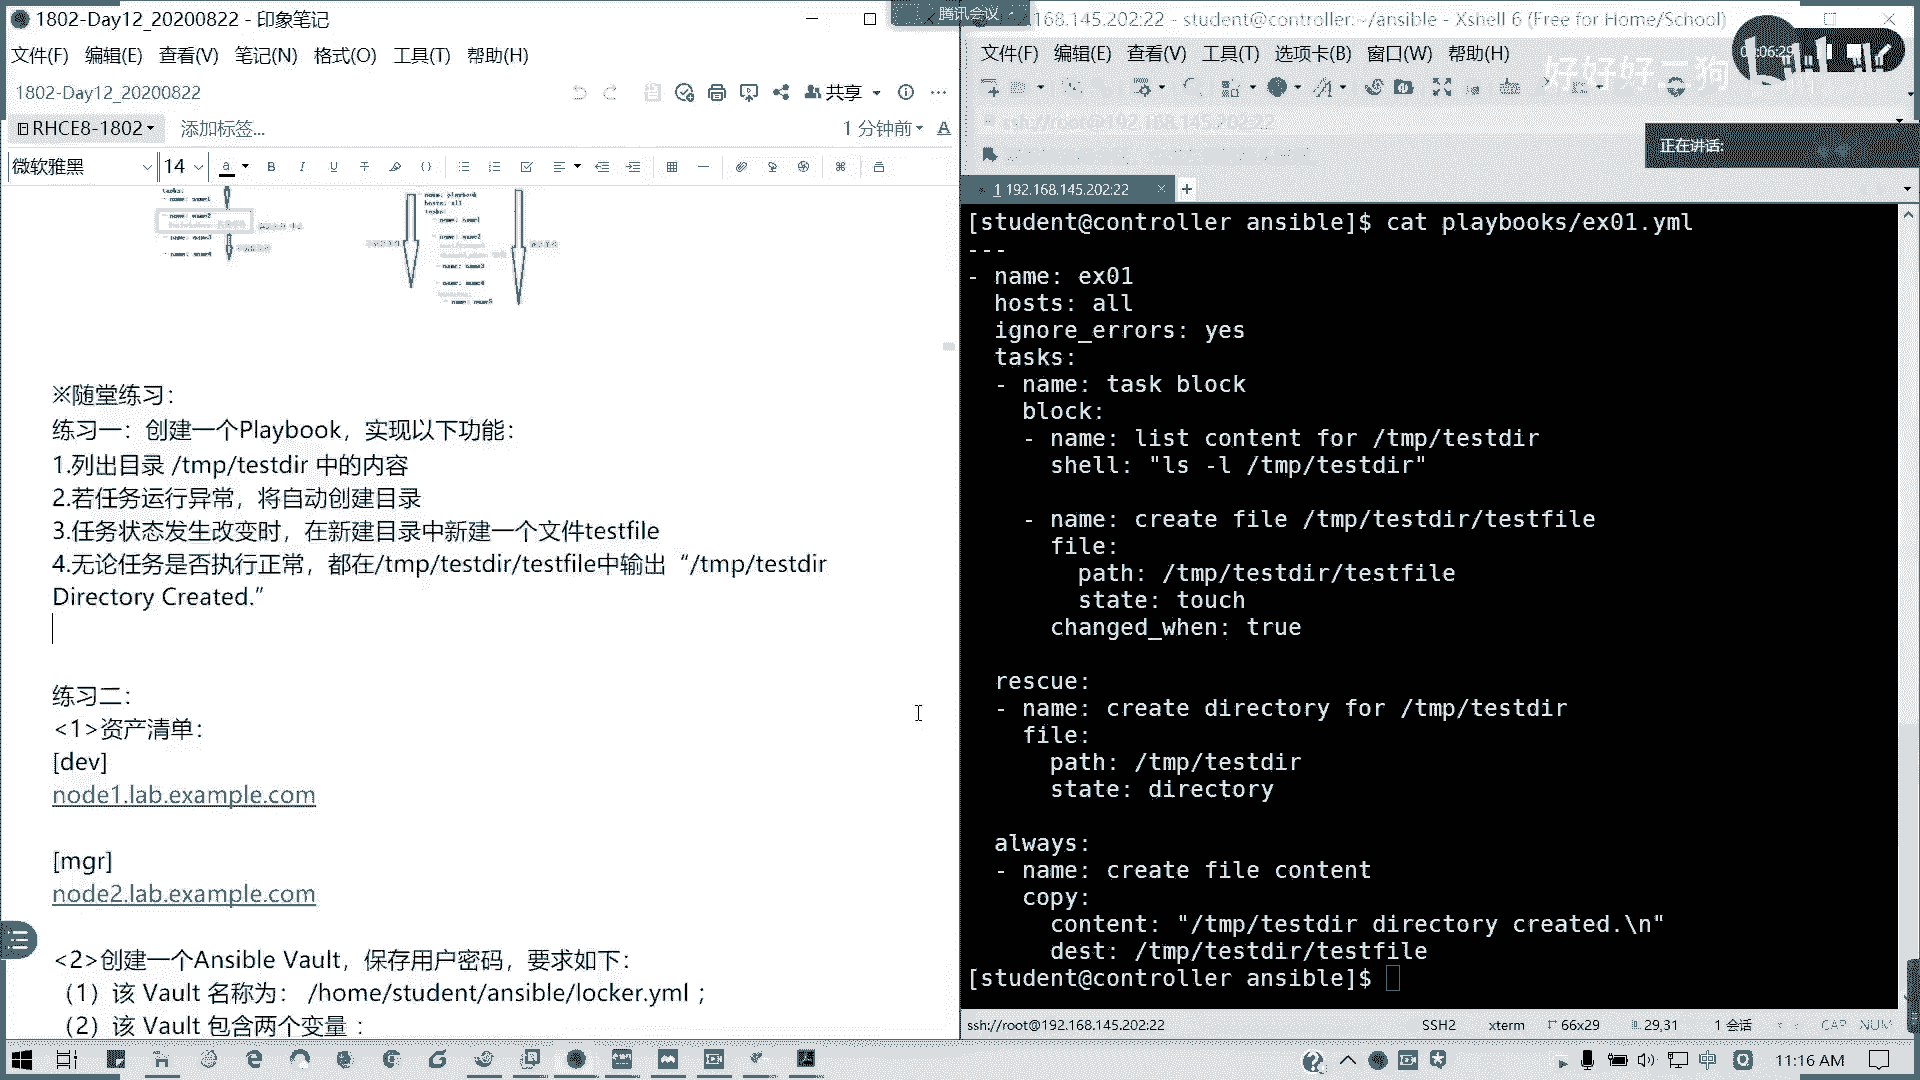 1802-Day12_20200822 - 印象笔记
文件(F) 编辑(E) 查看(V) 笔记(N) 格式(O) 工具(T) 帮助(H)
1802-Day12_20200822
共享
RHCE8-1802
添加标签...
1 分钟前
微软雅黑
14
※随堂练习：
练习一：创建一个Playbook，实现以下功能：
1.列出目录 /tmp/testdir 中的内容
2.若任务运行异常，将自动创建目录
3.任务状态发生改变时，在新建目录中新建一个文件testfile
4.无论任务是否执行正常，都在/tmp/testdir/testfile中输出“/tmp/testdir
Directory Created.”
练习二：
<1>资产清单：
[dev]
node1.lab.example.com
[mgr]
node2.lab.example.com
<2>创建一个Ansible Vault，保存用户密码，要求如下：
（1）该 Vault 名称为： /home/student/ansible/locker.yml；
（2）该 Vault 包含两个变量：
腾讯会议
168.145.202:22 - student@controller:~/ansible - Xshell 6 (Free for Home/School)
文件(F) 编辑(E) 查看(V) 工具(T) 选项卡(B) 窗口(W) 帮助(H)
06:29
好好好二狗
ssh://root@192.168.145.202:22
正在讲话:
1 192.168.145.202:22
[student@controller ansible]$ cat playbooks/ex01.yml
---
- name: ex01
hosts: all
ignore_errors: yes
tasks:
- name: task block
block:
- name: list content for /tmp/testdir
shell: "ls -l /tmp/testdir"
- name: create file /tmp/testdir/testfile
file:
path: /tmp/testdir/testfile
state: touch
changed_when: true
rescue:
- name: create directory for /tmp/testdir
file:
path: /tmp/testdir
state: directory
always:
- name: create file content
copy:
content: "/tmp/testdir directory created.\n"
dest: /tmp/testdir/testfile
[student@controller ansible]$
ssh://root@192.168.145.202:22
SSH2
xterm
66x29
29,31
1 会话
CAP NUM
中
11:16 AM